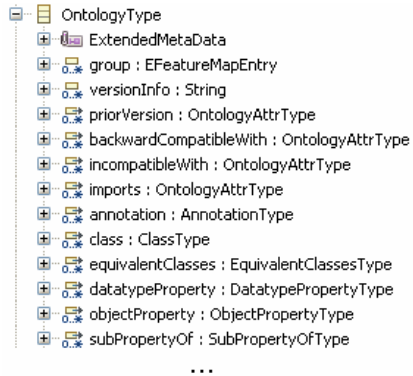 OntologyType
ExtendedMetaData
group : EFeatureMapEntry
versionInfo : String
priorVersion : OntologyAttrType
backwardCompatibleWith : OntologyAttrType
incompatibleWith : OntologyAttrType
imports : OntologyAttrType
annotation : AnnotationType
class : ClassType
equivalentClasses : EquivalentClassesType
datatypeProperty : DatatypePropertyType
objectProperty : ObjectPropertyType
subPropertyOf : SubPropertyOfType
...